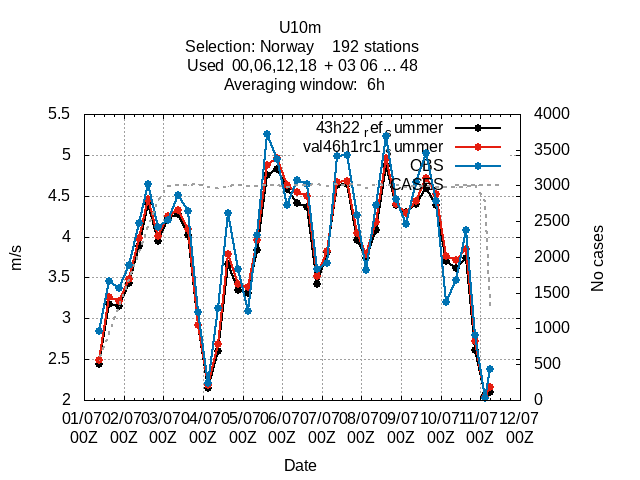 U10m
Selection: Norway 192 stations
Used 00,06,12,18 + 03 06 ... 48
Averaging window: 6h
5.5 4000
43h22ref_summer
val46h1rc1_summer
OBS
CASES
5 3500
4.5 3000
4 2500
3.5 2000
1500
3 1000
2.5 500
2 0
m/s
No cases
01/07 02/07 03/07 04/07 05/07 06/07 07/07 08/07 09/07 10/07 11/07 12/07
00Z 00Z 00Z 00Z 00Z 00Z 00Z 00Z 00Z 00Z 00Z 00Z
Date